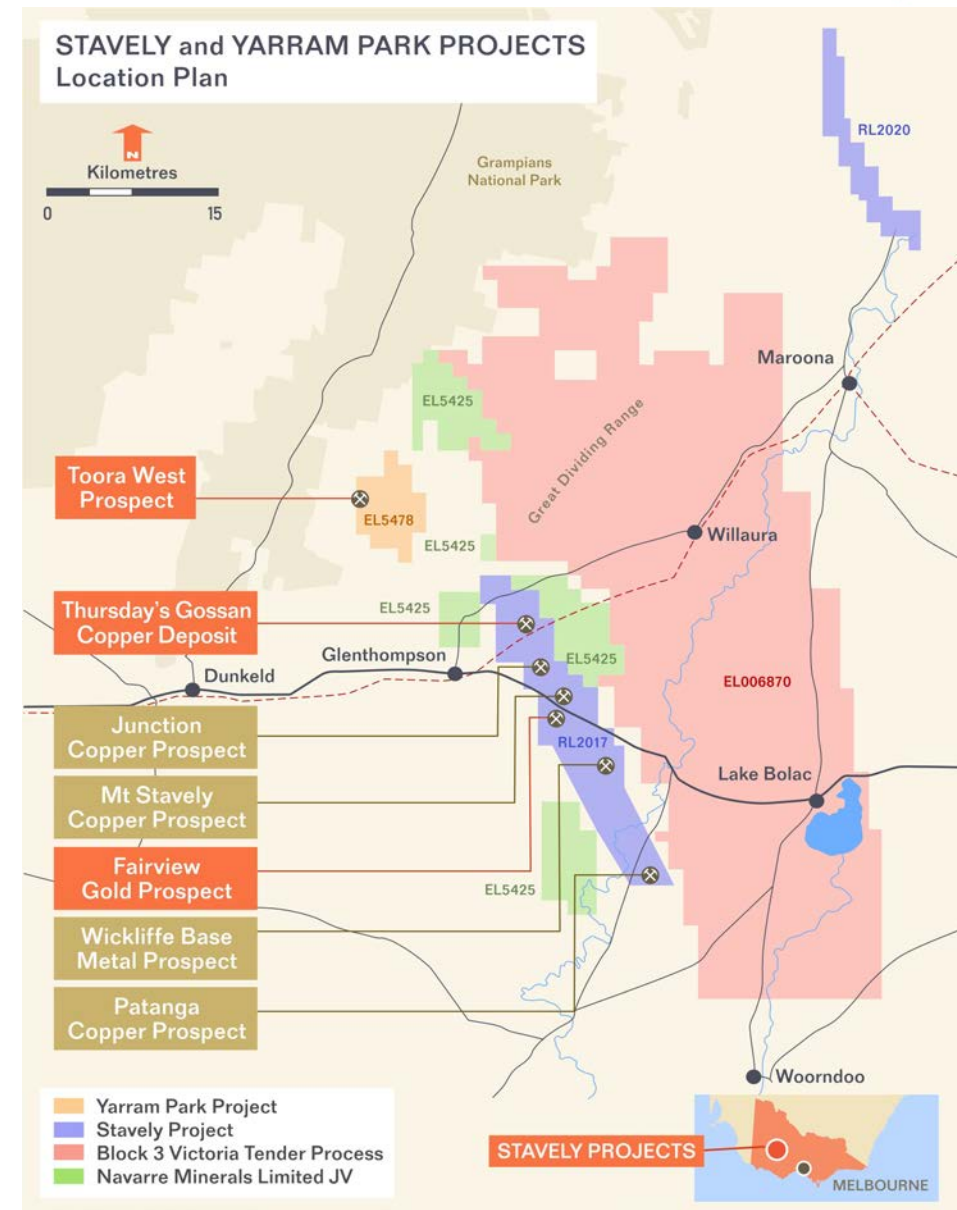 STAVELY and YARRAM PARK PROJECTS
Location Plan
N
Kilometres
0
15
Grampians
National Park
RL2020
Maroona
EL5425
Great Dividing Range
Toora West
Prospect
EL5478
EL5425
Willaura
Thursday's Gossan
Copper Deposit
EL5425
Glenthompson
EL5425
Dunkeld
EL006870
Junction
Copper Prospect
RL2017
Lake Bolac
Mt Stavely
Copper Prospect
Fairview
Gold Prospect
EL5425
Wickliffe Base
Metal Prospect
Patanga
Copper Prospect
Woorndoo
Yarram Park Project
Stavely Project
Block 3 Victoria Tender Process
Navarre Minerals Limited JV
STAVELY PROJECTS
MELBOURNE